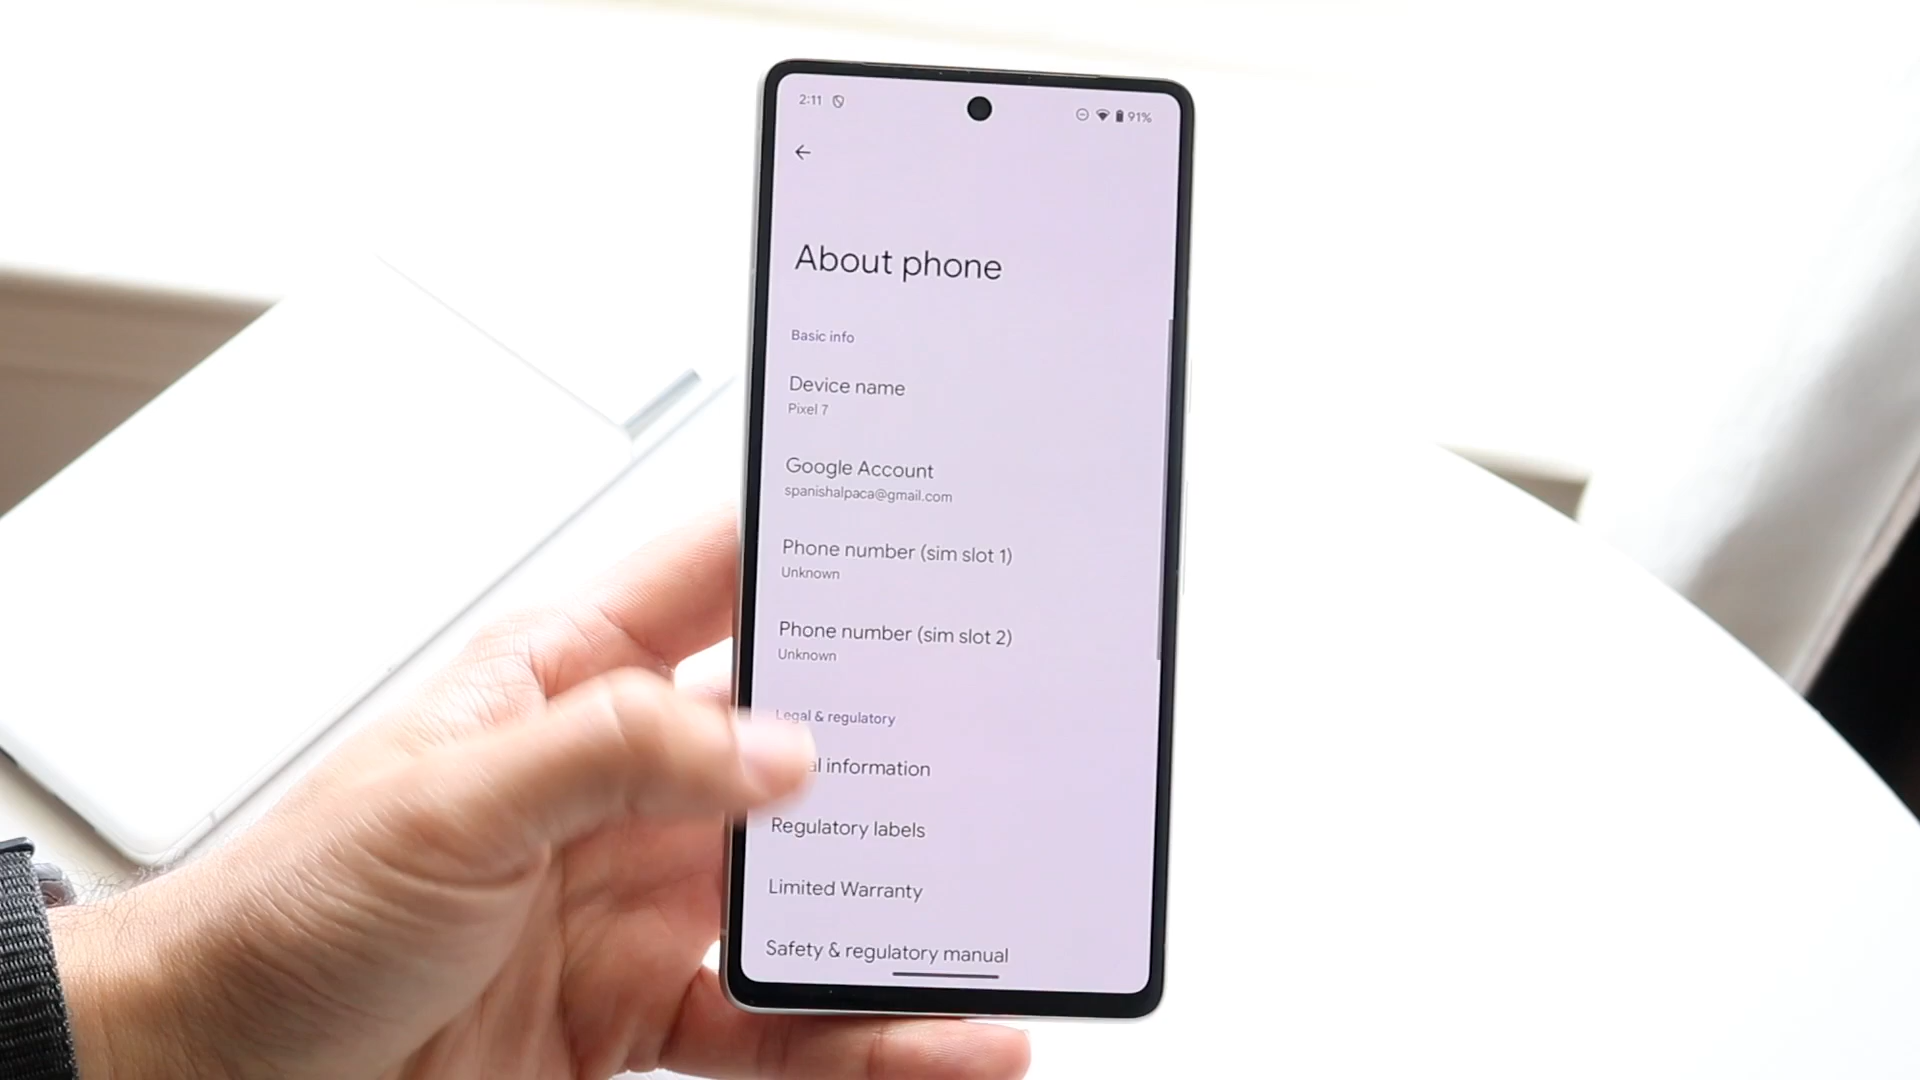 2:11
91%
About phone
Basic info
Device name
Pixel 7
Google Account
spanishalpaca@gmail.com
Phone number (sim slot 1)
Unknown
Phone number (sim slot 2)
Unknown
Legal & regulatory
al information
Regulatory labels
Limited Warranty
Safety & regulatory manual